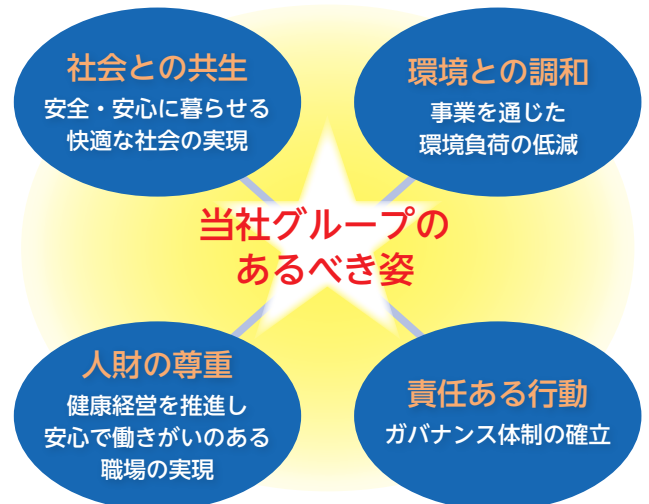 社会との共生
安全・安心に暮らせる
快適な社会の実現
環境との調和
事業を通じた
環境負荷の低減
当社グループの
あるべき姿
人財の尊重
健康経営を推進し
安心で働きがいのある
職場の実現
責任ある行動
ガバナンス体制の確立